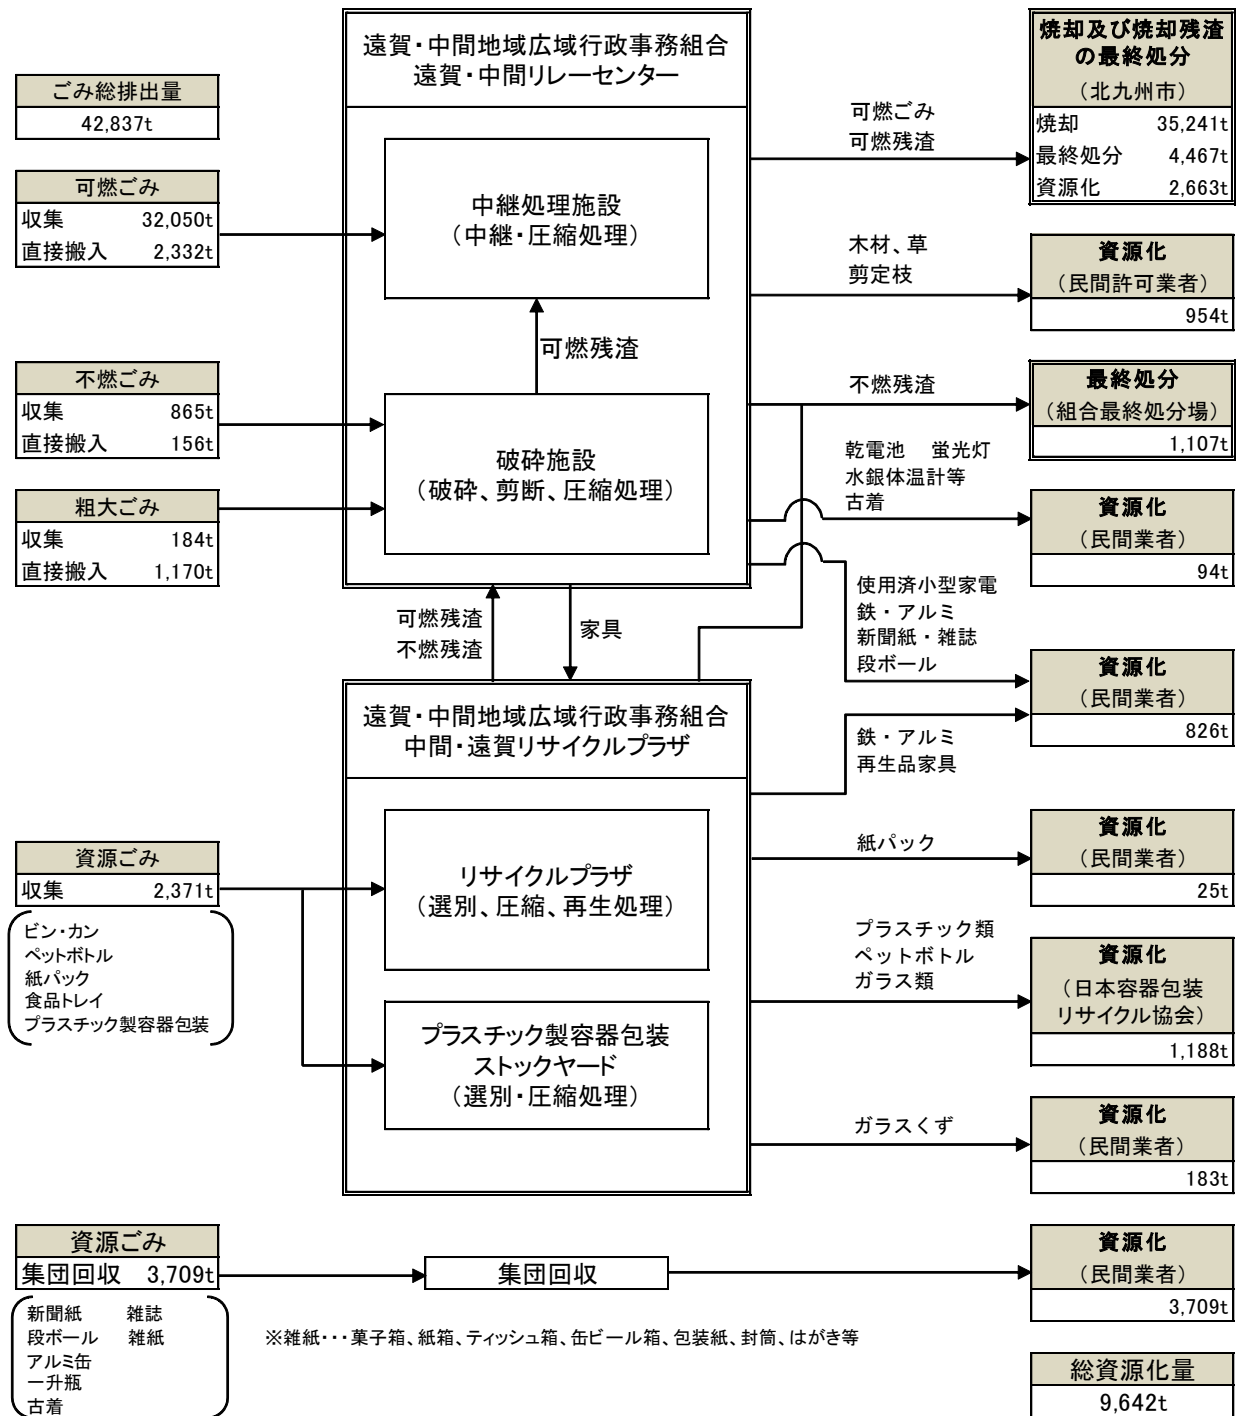 ごみ総排出量
42,837t
可燃ごみ
収集 32,050t
直接搬入 2,332t
不燃ごみ
収集 865t
直接搬入 156t
粗大ごみ
収集 184t
直接搬入 1,170t
資源ごみ
収集 2,371t
ビン・カン
ペットボトル
紙パック
食品トレイ
プラスチック製容器包装
資源ごみ
集団回収 3,709t
新聞紙 雑誌
段ボール 雑紙
アルミ缶
一升瓶
古着
遠賀・中間地域広域行政事務組合
遠賀・中間リレーセンター
中継処理施設
（中継・圧縮処理）
可燃残渣
破砕施設
（破砕、剪断、圧縮処理）
可燃残渣
不燃残渣
家具
遠賀・中間地域広域行政事務組合
中間・遠賀リサイクルプラザ
リサイクルプラザ
（選別、圧縮、再生処理）
プラスチック製容器包装
ストックヤード
（選別・圧縮処理）
集団回収
※雑紙・・・菓子箱、紙箱、ティッシュ箱、缶ビール箱、包装紙、封筒、はがき等
可燃ごみ
可燃残渣
木材、草
剪定枝
不燃残渣
乾電池 蛍光灯
水銀体温計等
古着
使用済小型家電
鉄・アルミ
新聞紙・雑誌
段ボール
鉄・アルミ
再生品家具
紙パック
プラスチック類
ペットボトル
ガラス類
ガラスくず
焼却及び焼却残渣
の最終処分
（北九州市）
焼却 35,241t
最終処分 4,467t
資源化 2,663t
資源化
（民間許可業者）
954t
最終処分
（組合最終処分場）
1,107t
資源化
（民間業者）
94t
資源化
（民間業者）
826t
資源化
（民間業者）
25t
資源化
（日本容器包装
リサイクル協会）
1,188t
資源化
（民間業者）
183t
資源化
（民間業者）
3,709t
総資源化量
9,642t